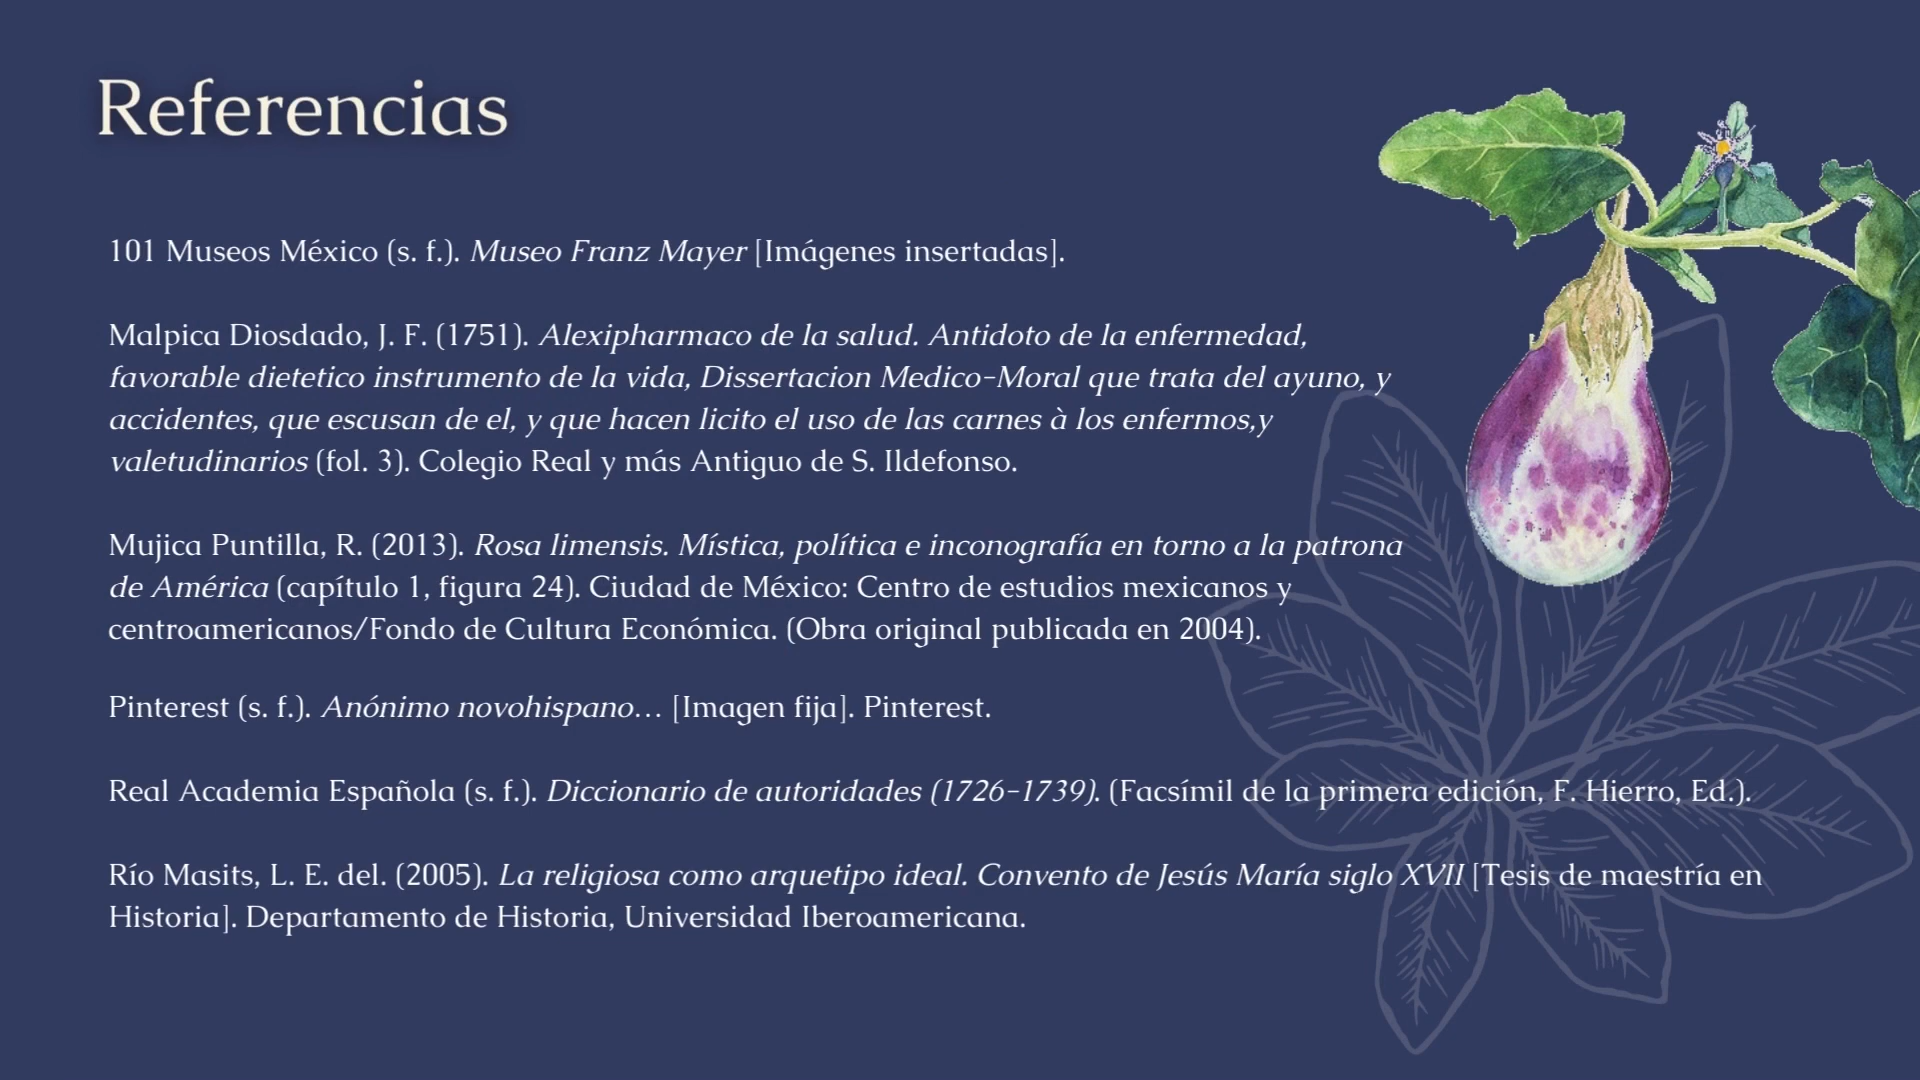 Referencias
101 Museos México (s. f.). Museo Franz Mayer [Imágenes insertadas].
Malpica Diosdado, J. F. (1751). Alexipharmaco de la salud. Antidoto de la enfermedad,
favorable dietetico instrumento de la vida, Dissertacion Medico-Moral que trata del ayuno, y
accidentes, que escusan de el, y que hacen licito el uso de las carnes à los enfermos,y
valetudinarios (fol. 3). Colegio Real y más Antiguo de S. Ildefonso.
Mujica Puntilla, R. (2013). Rosa limensis. Mística, política e inconografía en torno a la patrona
de América (capítulo 1, figura 24). Ciudad de México: Centro de estudios mexicanos y
centroamericanos/Fondo de Cultura Económica. (Obra original publicada en 2004).
Pinterest (s. f.). Anónimo novohispano… [Imagen fija]. Pinterest.
Real Academia Española (s. f.). Diccionario de autoridades (1726-1739). (Facsímil de la primera edición, F. Hierro, Ed.).
Río Masits, L. E. del. (2005). La religiosa como arquetipo ideal. Convento de Jesús María siglo XVII [Tesis de maestría en
Historia]. Departamento de Historia, Universidad Iberoamericana.